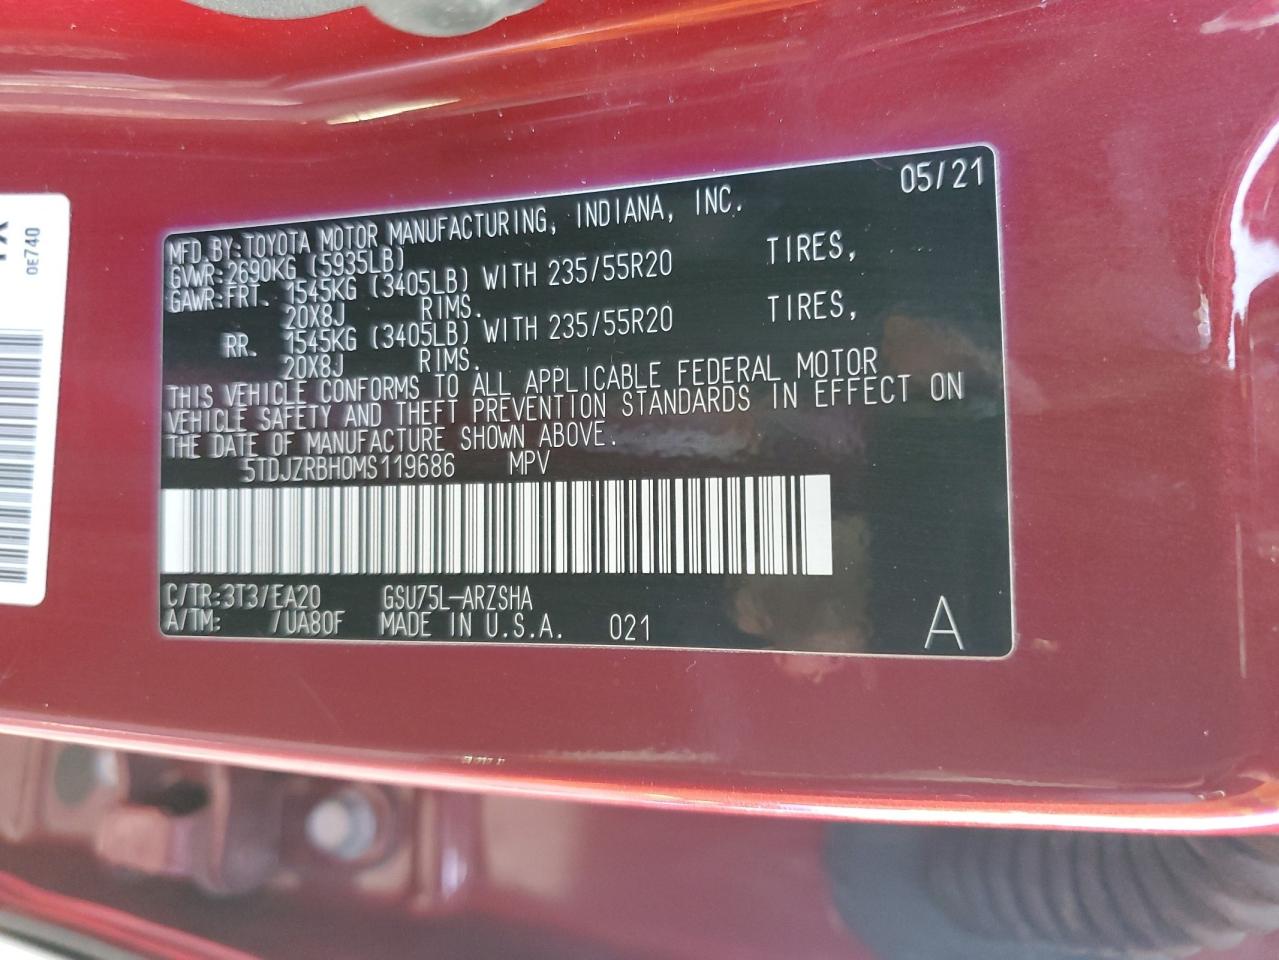 05/21
MFD.BY:TOYOTA MOTOR MANUFACTURING, INDIANA, INC.
GVWR:2690KG (5935LB)
GAWR:FRT. 1545KG (3405LB) WITH 235/55R20 TIRES,
20X8J RIMS.
RR. 1545KG (3405LB) WITH 235/55R20 TIRES,
20X8J RIMS.
THIS VEHICLE CONFORMS TO ALL APPLICABLE FEDERAL MOTOR
VEHICLE SAFETY AND THEFT PREVENTION STANDARDS IN EFFECT ON
THE DATE OF MANUFACTURE SHOWN ABOVE.
5TDJZRBH0MS119686 MPV
C/TR:3T3/EA20 GSU75L-ARZSHA
A/TM: /UA80F MADE IN U.S.A. 021 A
0E740